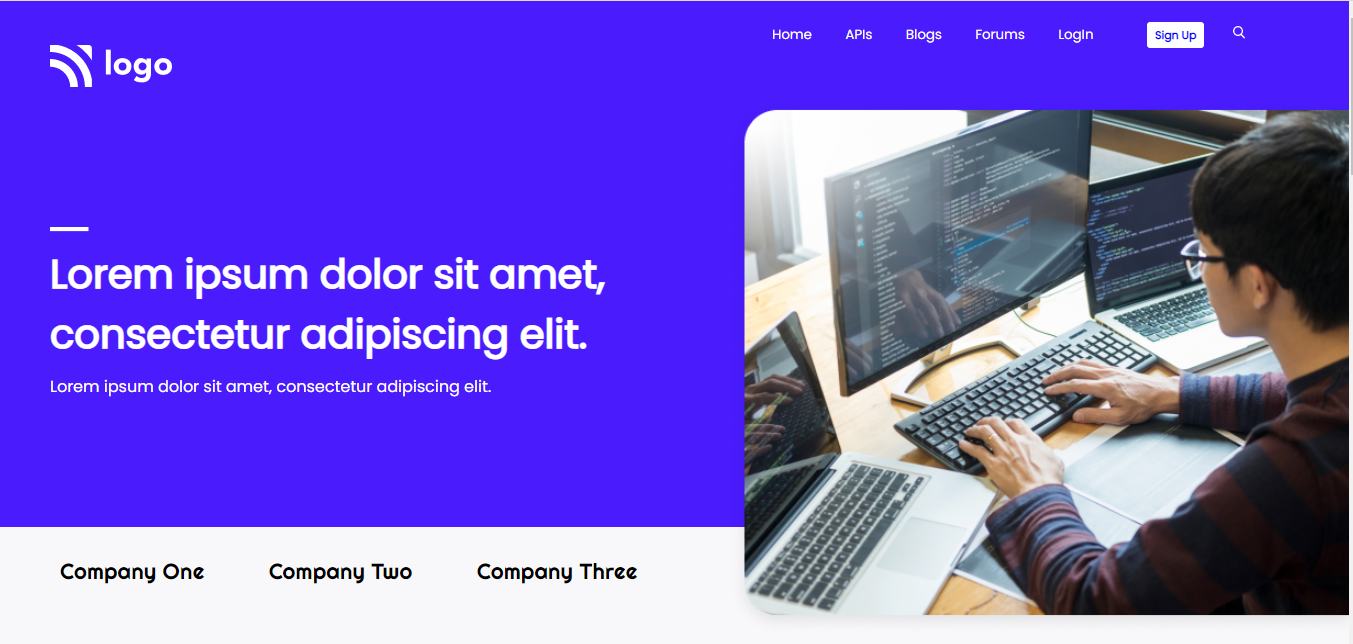 logo
Home APIs Blogs Forums LogIn Sign Up
Lorem ipsum dolor sit amet,
consectetur adipiscing elit.
Lorem ipsum dolor sit amet, consectetur adipiscing elit.
Company One Company Two Company Three